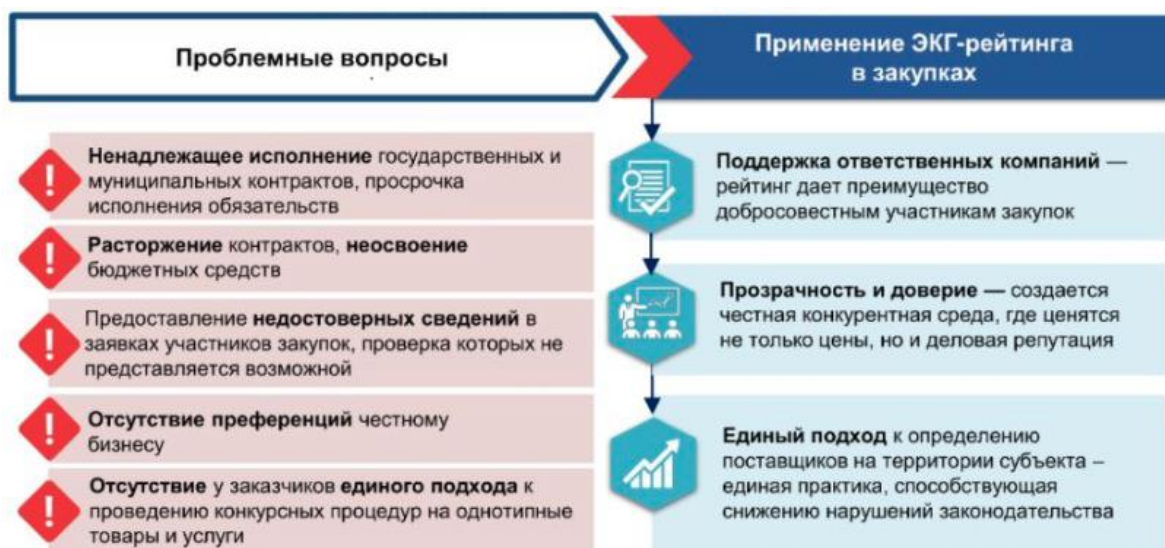 Проблемные вопросы
Ненадлежащее исполнение государственных и
муниципальных контрактов, просрочка
исполнения обязательств
Расторжение контрактов, неосвоение
бюджетных средств
Предоставление недостоверных сведений в
заявках участников закупок, проверка которых не
представляется возможной
Отсутствие преференций честному
бизнесу
Отсутствие у заказчиков единого подхода к
проведению конкурсных процедур на однотипные
товары и услуги
Применение ЭКГ-рейтинга
в закупках
Поддержка ответственных компаний —
рейтинг дает преимущество
добросовестным участникам закупок
Прозрачность и доверие — создается
честная конкурентная среда, где ценятся
не только цены, но и деловая репутация
Единый подход к определению
поставщиков на территории субъекта –
единая практика, способствующая
снижению нарушений законодательства